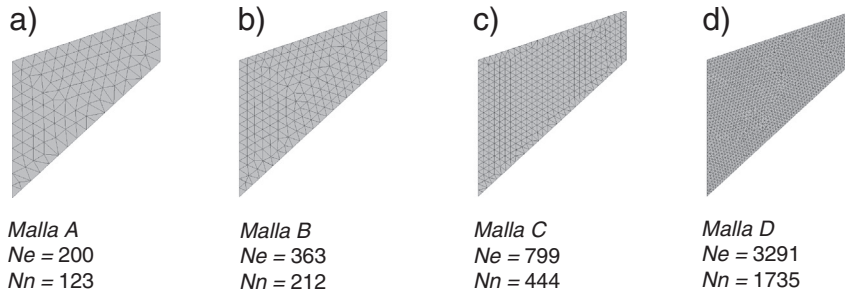 a)
b)
c)
d)
Malla A
Ne = 200
Nn = 123
Malla B
Ne = 363
Nn = 212
Malla C
Ne = 799
Nn = 444
Malla D
Ne = 3291
Nn = 1735